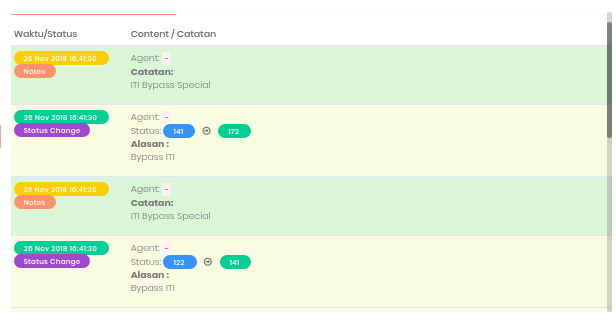 Waktu/Status Content / Catatan
26 Nov 2018 16:41:30 Agent: -
Notes Catatan:
ITI Bypass Special
26 Nov 2018 16:41:30 Agent: -
Status Change Status: 141 172
Alasan :
Bypass ITI
26 Nov 2018 16:41:30 Agent: -
Notes Catatan:
ITI Bypass Special
26 Nov 2018 16:41:30 Agent: -
Status Change Status: 122 141
Alasan :
Bypass ITI